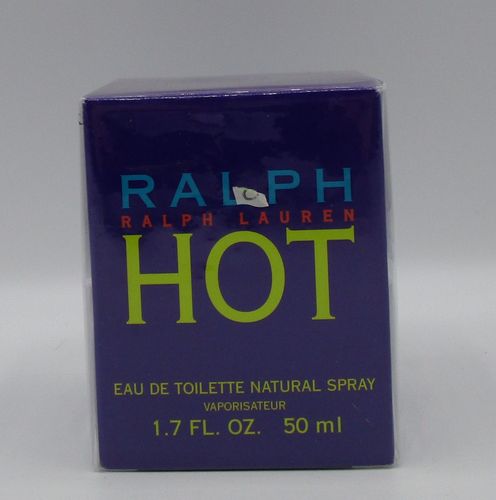 RALPH
RALPH LAUREN
HOT
EAU DE TOILETTE NATURAL SPRAY
VAPORISATEUR
1.7 FL. OZ. 50 ml